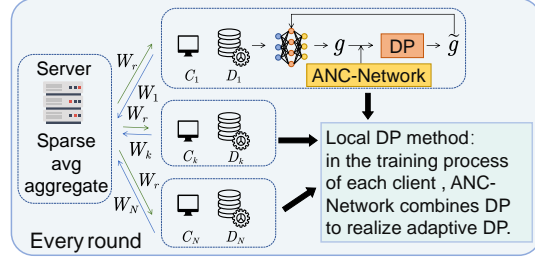 Server
Sparse
avg
aggregate
Every round
W_r
W_1
W_r
W_k
W_r
W_N
C_1
D_1
g
DP
g̃
ANC-Network
C_k
D_k
C_N
D_N
Local DP method:
in the training process
of each client , ANC-
Network combines DP
to realize adaptive DP.